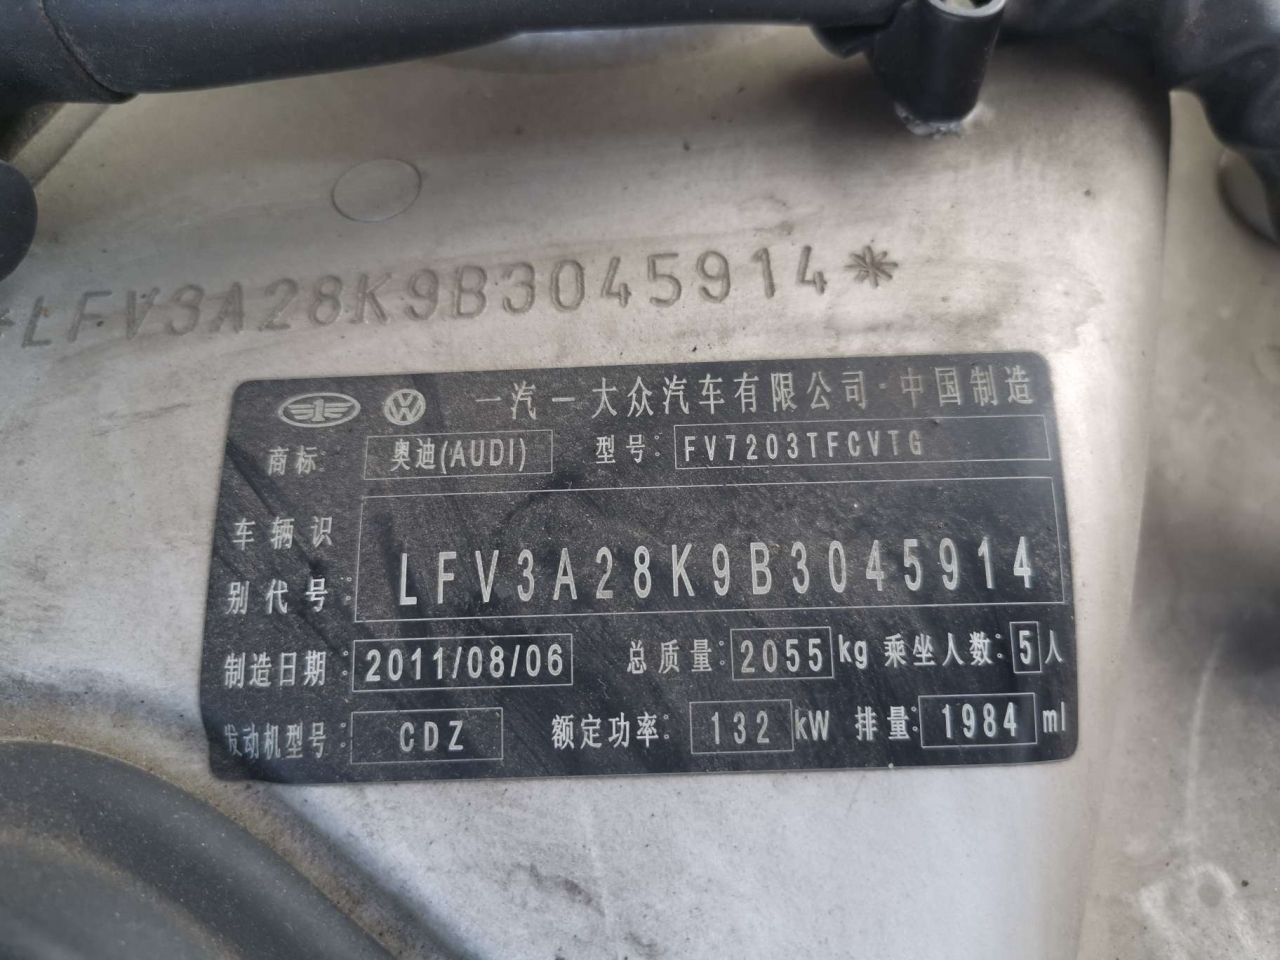 *LFV3A28K9B3045914*
一汽一大众汽车有限公司·中国制造
商标: 奥迪(AUDI) 型号: FV7203TFCVTG
车辆识
别代号: LFV3A28K9B3045914
制造日期: 2011/08/06 总质量: 2055 kg 乘坐人数: 5 人
发动机型号: CDZ 额定功率: 132 kW 排量: 1984 ml